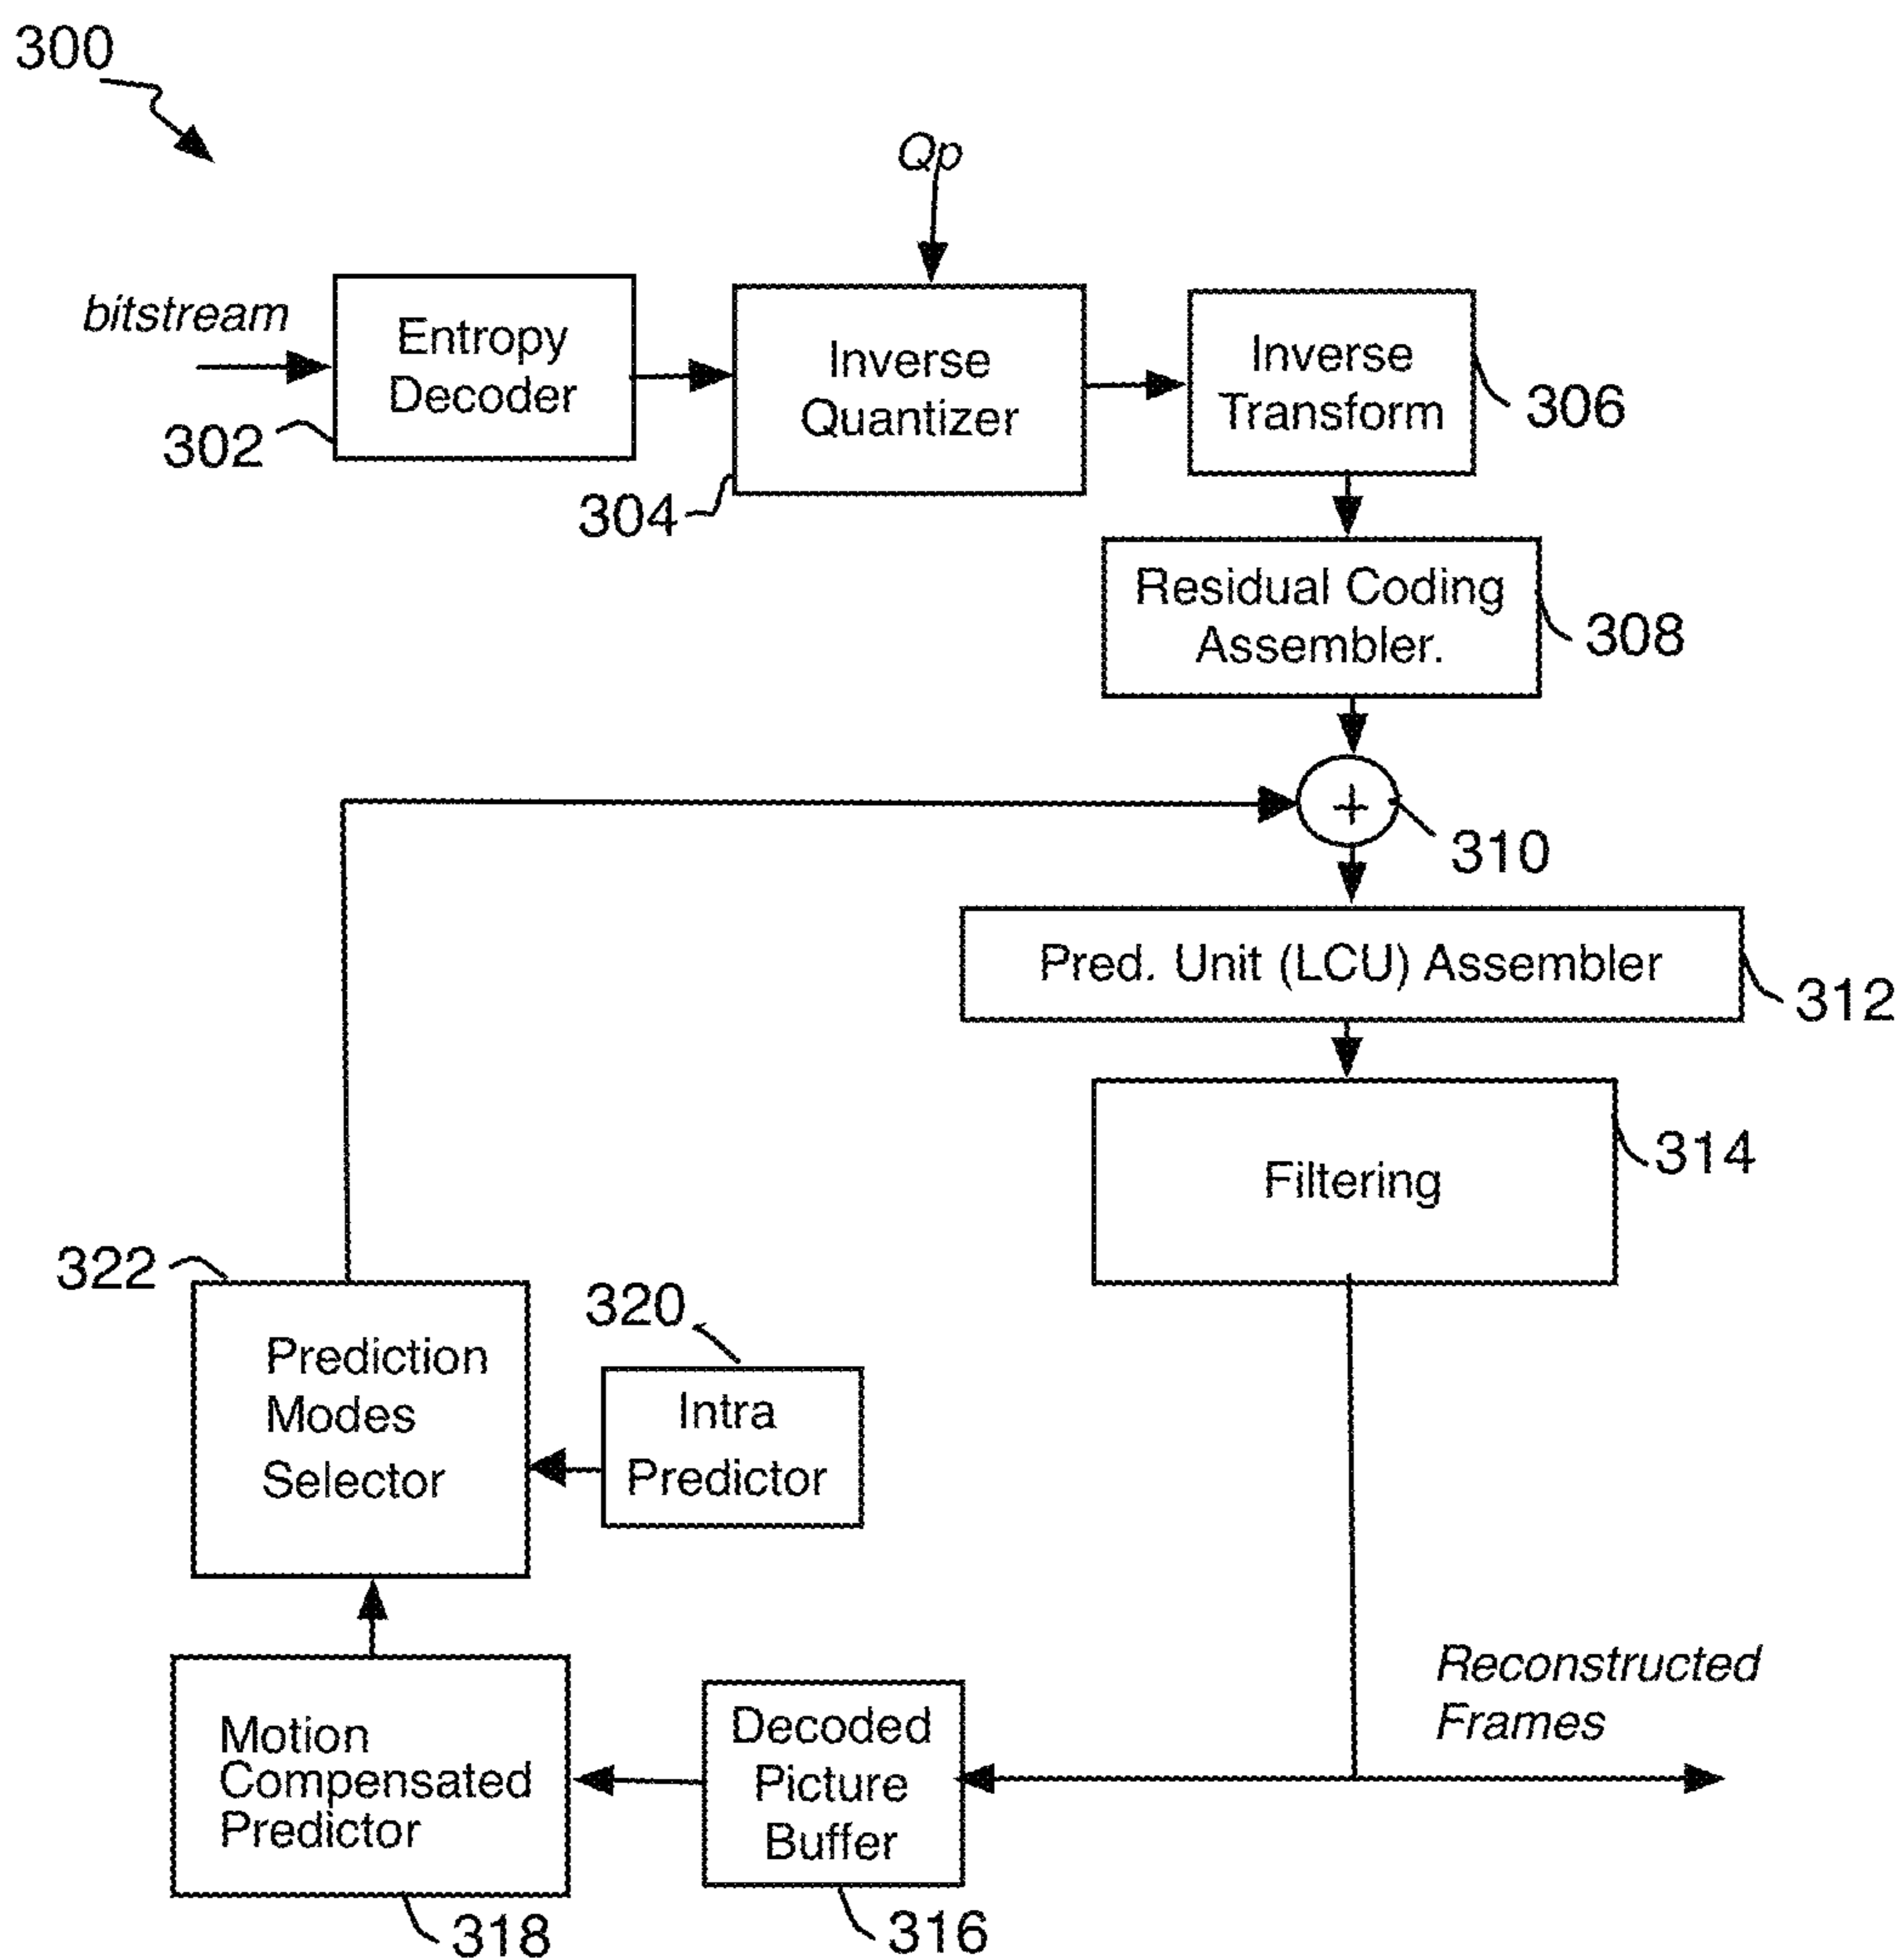 300
Qp
bitstream
Entropy
Decoder
302
Inverse
Quantizer
304
Inverse
Transform
306
Residual Coding
Assembler.
308
+
310
Pred. Unit (LCU) Assembler
312
Filtering
314
322
Prediction
Modes
Selector
320
Intra
Predictor
Motion
Compensated
Predictor
318
Decoded
Picture
Buffer
316
Reconstructed
Frames